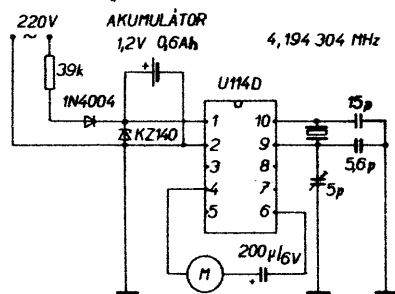 220V
~
AKUMULÁTOR
1,2V 0,6Ah
4,194 304 MHz
39k
1N4004
U114D
+
KZ140
1
2
3
4
5
10
9
8
7
6
15p
5,6p
5p
M
200µ/6V
+